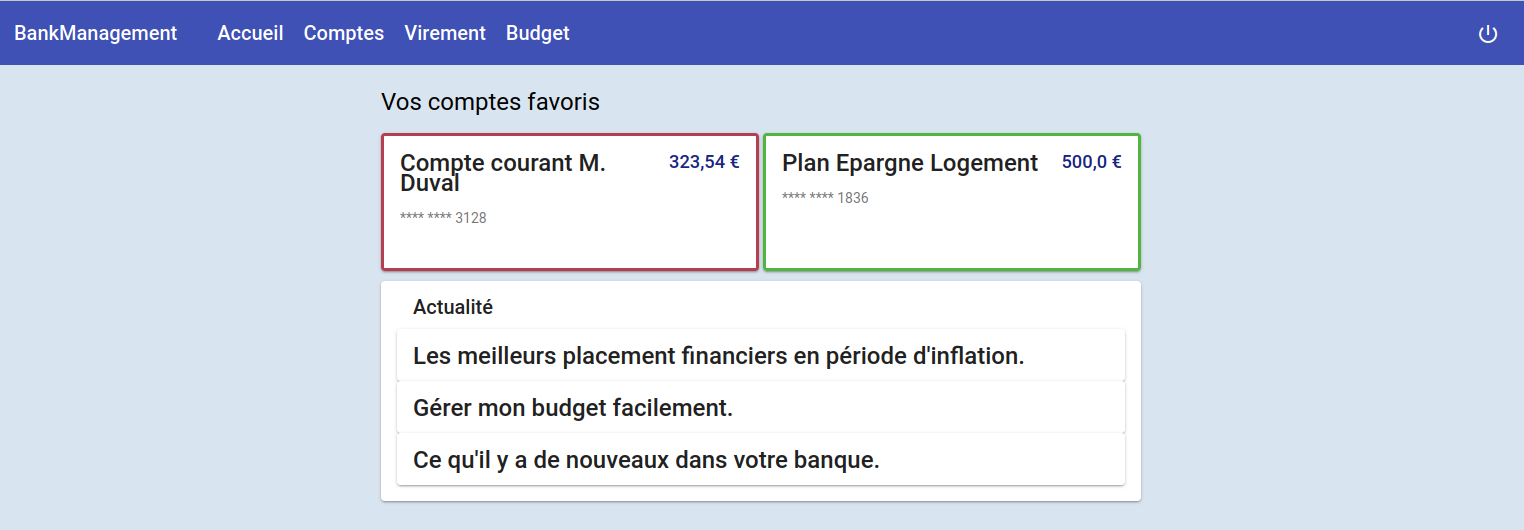 BankManagement Accueil Comptes Virement Budget
Vos comptes favoris
Compte courant M. Duval 323,54 €
**** **** 3128
Plan Epargne Logement 500,0 €
**** **** 1836
Actualité
Les meilleurs placement financiers en période d'inflation.
Gérer mon budget facilement.
Ce qu'il y a de nouveaux dans votre banque.